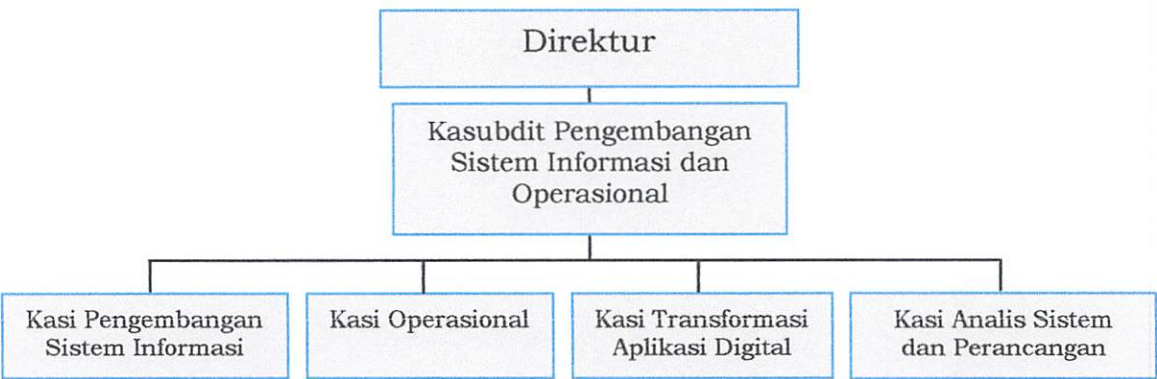 Direktur
Kasubdit Pengembangan
Sistem Informasi dan
Operasional
Kasi Pengembangan
Sistem Informasi
Kasi Operasional
Kasi Transformasi
Aplikasi Digital
Kasi Analis Sistem
dan Perancangan